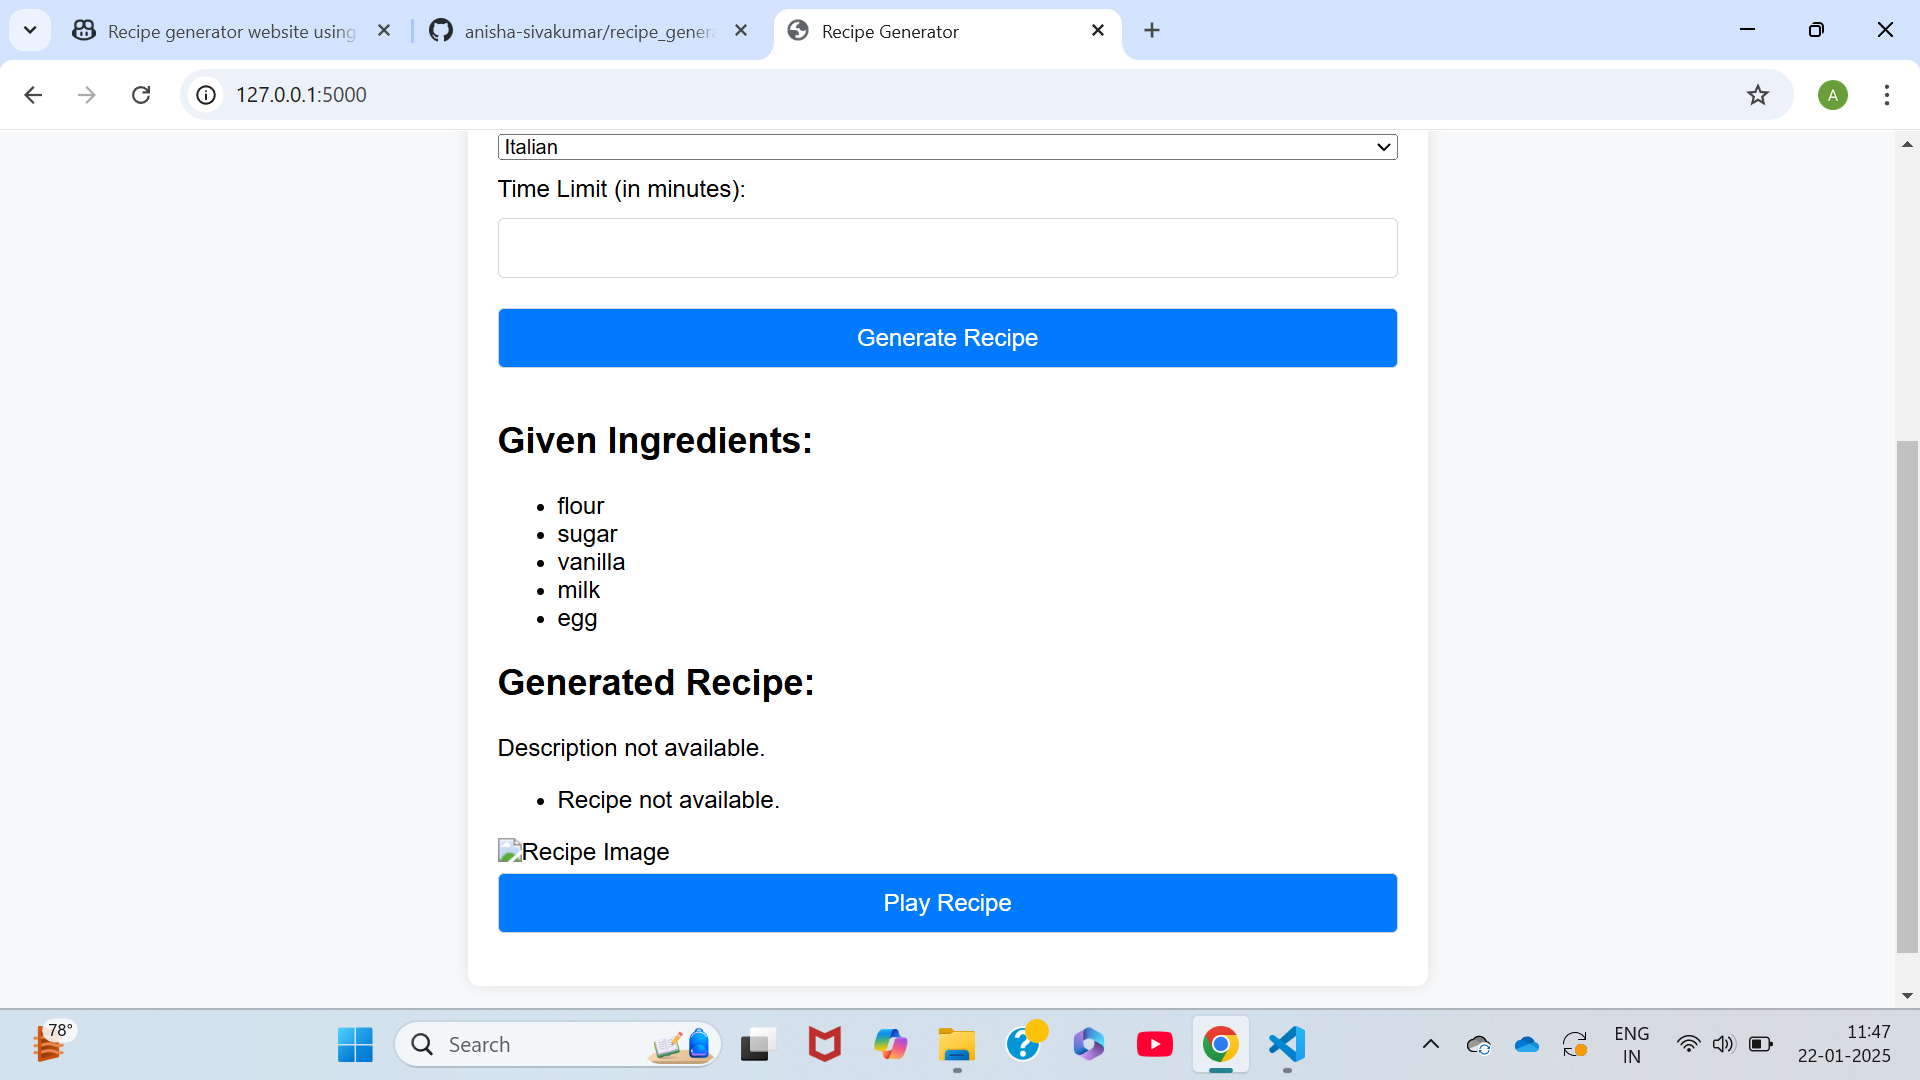 Recipe generator website using
anisha-sivakumar/recipe_genera
Recipe Generator
127.0.0.1:5000
A
Italian
Time Limit (in minutes):
Generate Recipe
Given Ingredients:
flour
sugar
vanilla
milk
egg
Generated Recipe:
Description not available.
Recipe not available.
Recipe Image
Play Recipe
78°
Search
ENG
IN
11:47
22-01-2025